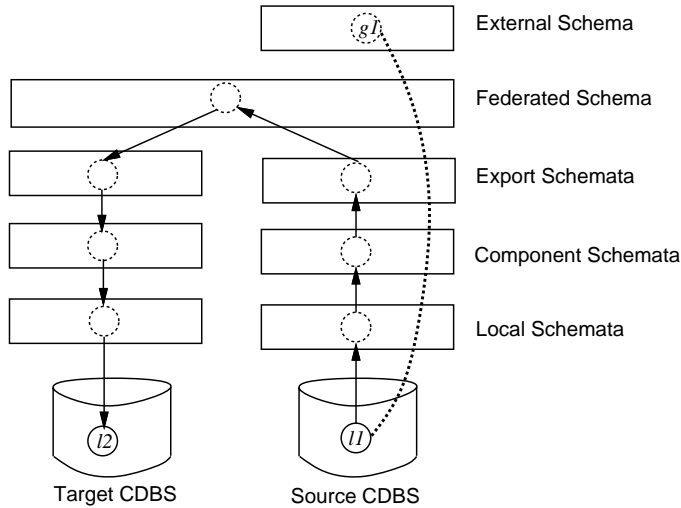 g1
External Schema
Federated Schema
Export Schemata
Component Schemata
Local Schemata
l2
l1
Target CDBS
Source CDBS